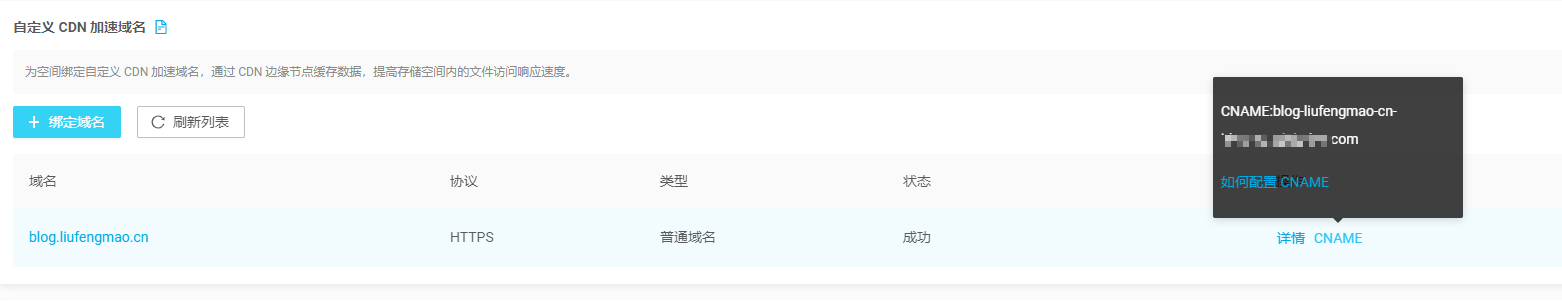 自定义 CDN 加速域名
为空间绑定自定义 CDN 加速域名，通过 CDN 边缘节点缓存数据，提高存储空间内的文件访问响应速度。
+ 绑定域名 刷新列表
CNAME:blog-liufengmao-cn-
com
如何配置 CNAME
域名 协议 类型 状态
blog.liufengmao.cn HTTPS 普通域名 成功 详情 CNAME